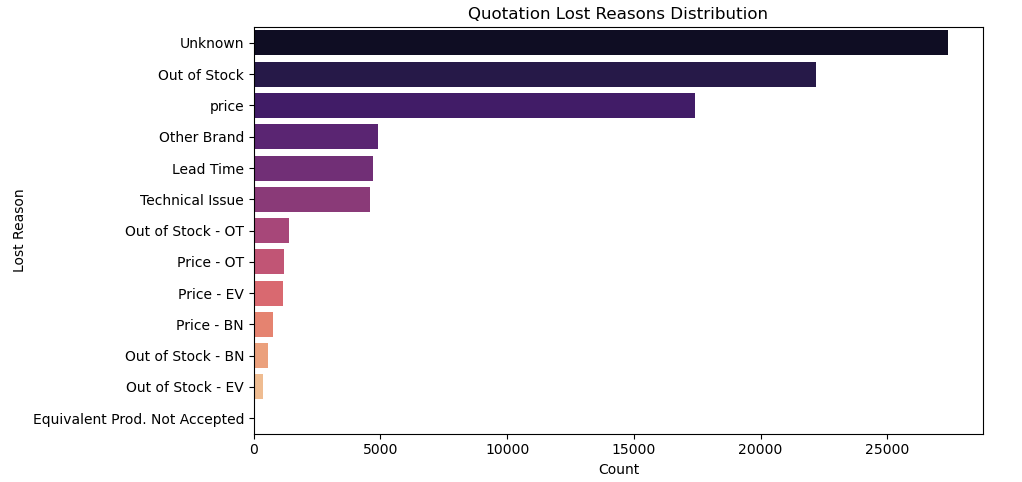 Quotation Lost Reasons Distribution
Unknown
Out of Stock
price
Other Brand
Lead Time
Technical Issue
Out of Stock - OT
Price - OT
Price - EV
Price - BN
Out of Stock - BN
Out of Stock - EV
Equivalent Prod. Not Accepted
Lost Reason
0 5000 10000 15000 20000 25000
Count